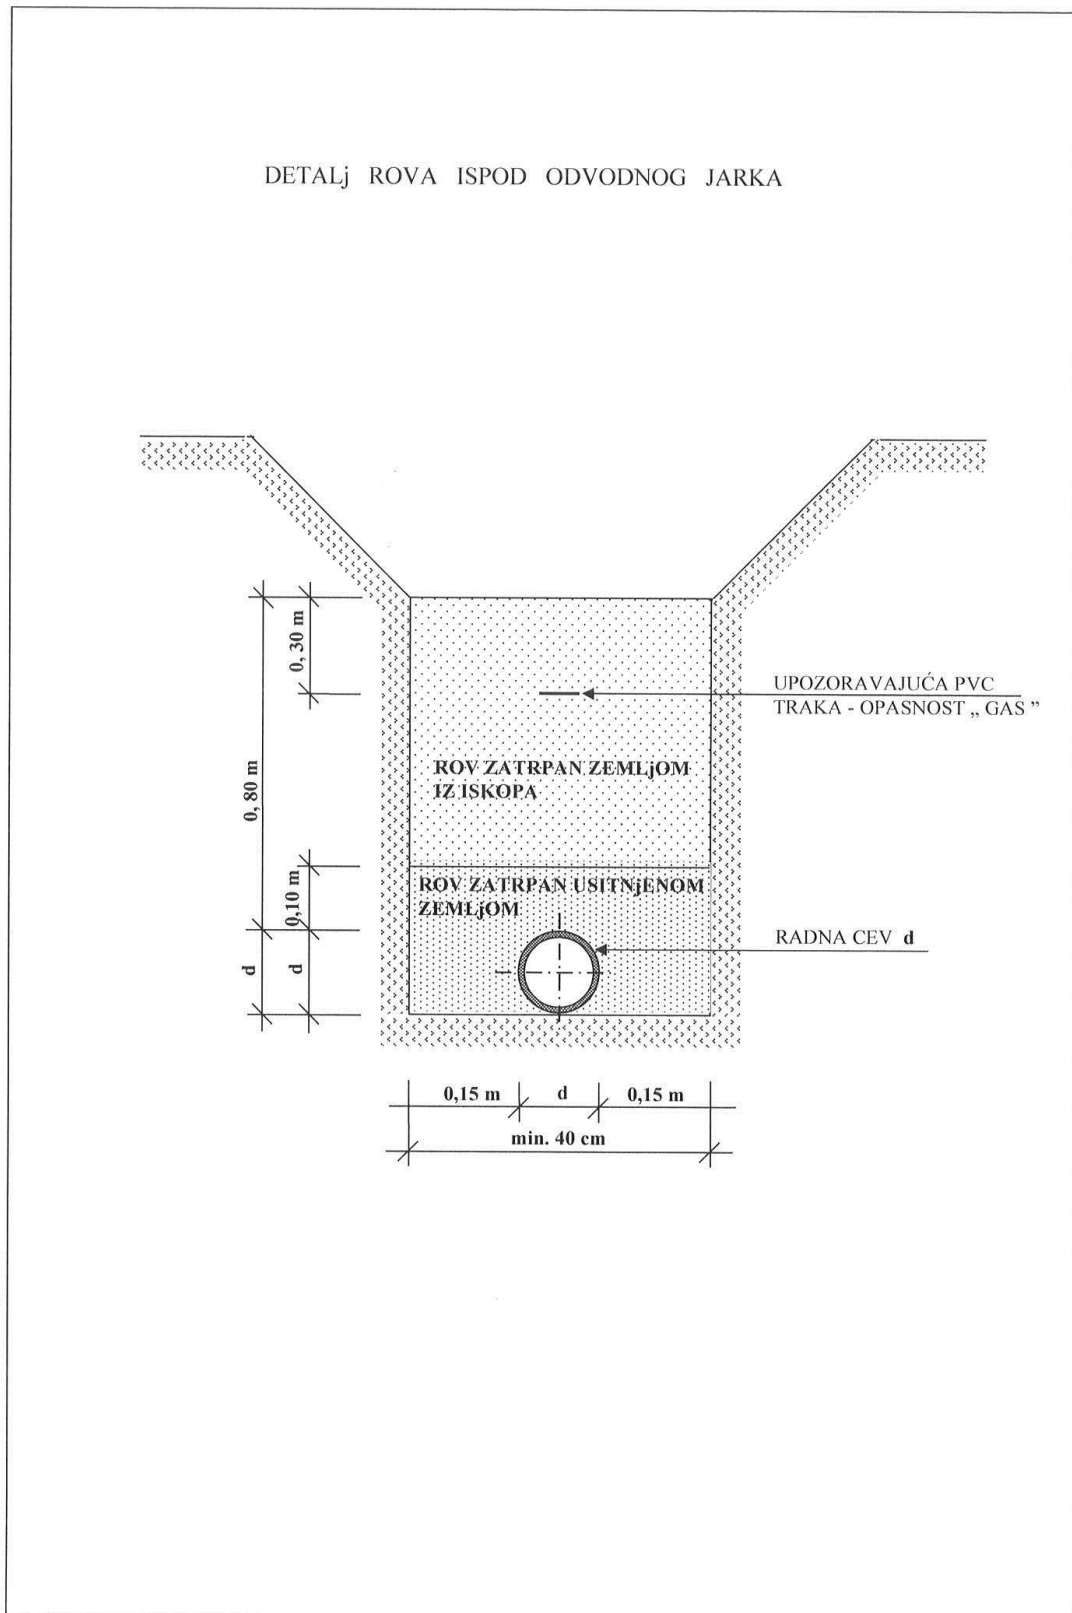 DETALj ROVA ISPOD ODVODNOG JARKA
0, 30 m
0, 80 m
UPOZORAVAJUĆA PVC
TRAKA - OPASNOST „ GAS ”
ROV ZATRPAN ZEMLjOM
IZ ISKOPA
0,10 m
ROV ZATRPAN USITNjENOM
ZEMLjOM
RADNA CEV d
d
d
0,15 m
d
0,15 m
min. 40 cm